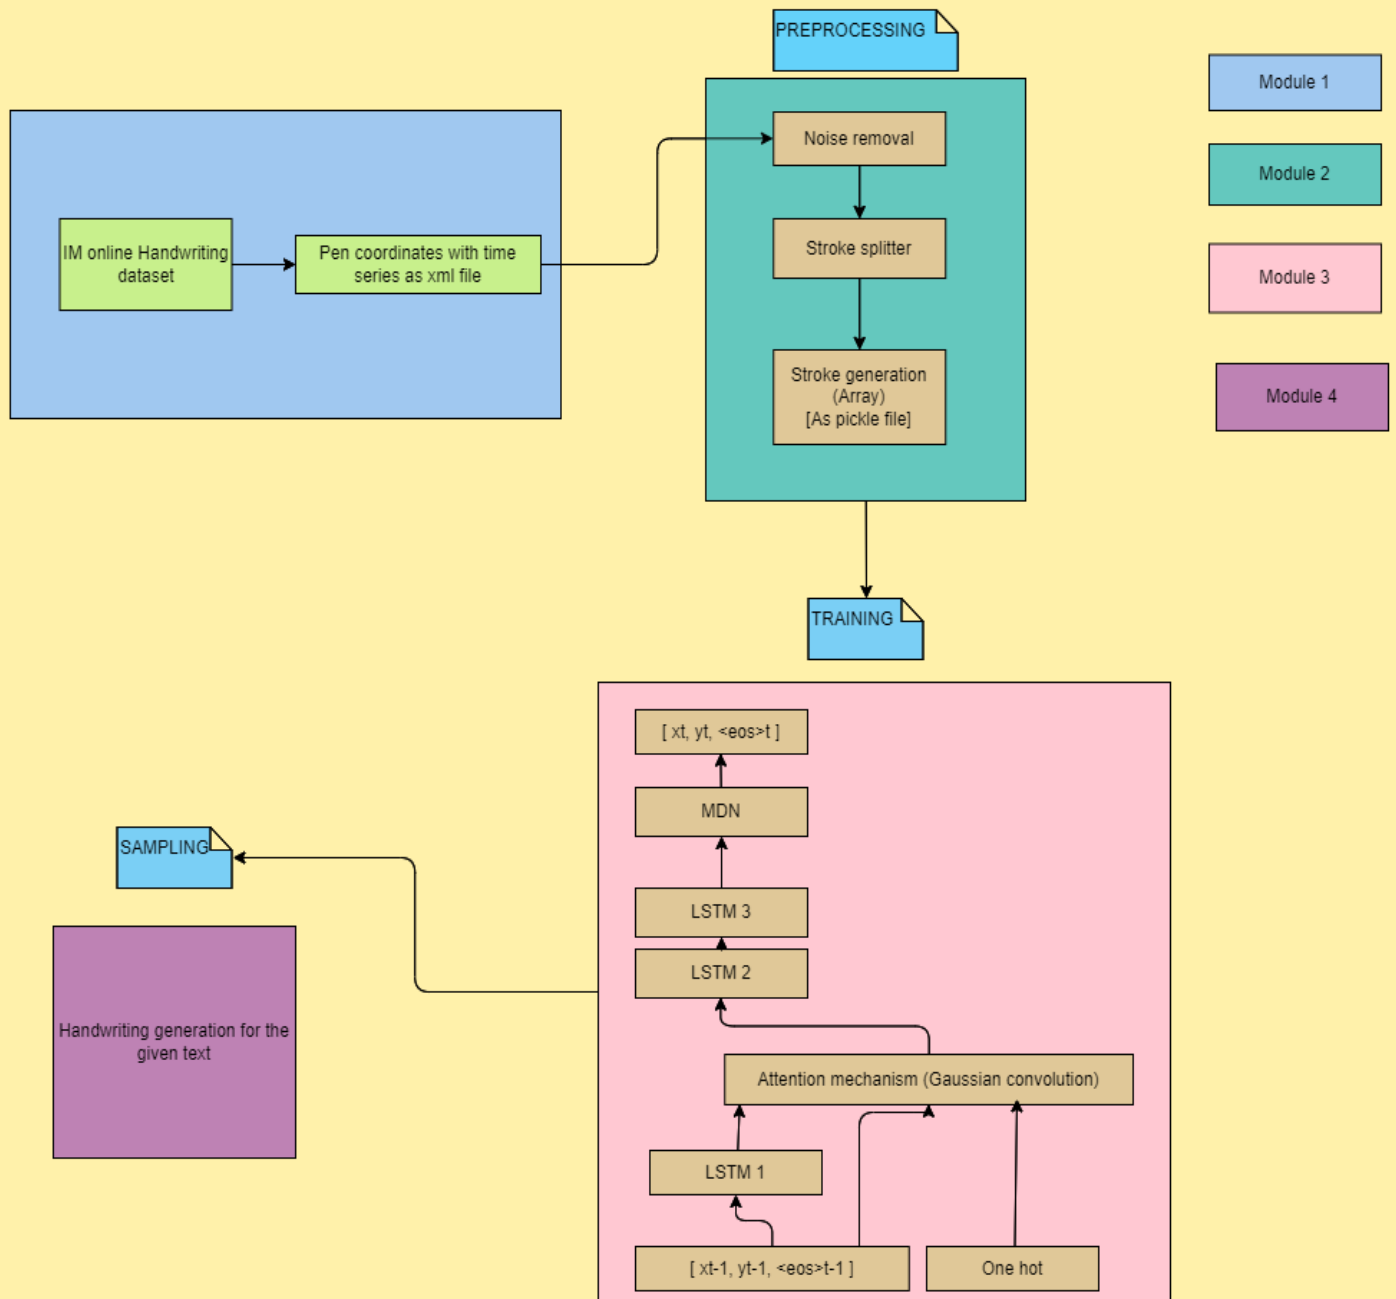 PREPROCESSING
Module 1
Noise removal
Module 2
IM online Handwriting
dataset
Pen coordinates with time
series as xml file
Stroke splitter
Module 3
Stroke generation
(Array)
[As pickle file]
Module 4
TRAINING
[ xt, yt, <eos>t ]
MDN
SAMPLING
LSTM 3
LSTM 2
Handwriting generation for the
given text
Attention mechanism (Gaussian convolution)
LSTM 1
[ xt-1, yt-1, <eos>t-1 ]
One hot